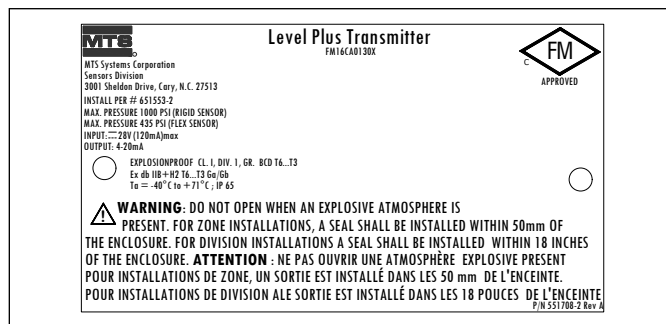 MTS
Level Plus Transmitter
FM16CA0130X
MTS Systems Corporation
Sensors Division
3001 Sheldon Drive, Cary, N.C. 27513
INSTALL PER # 651553-2
MAX. PRESSURE 1000 PSI (RIGID SENSOR)
MAX. PRESSURE 435 PSI (FLEX SENSOR)
INPUT:⎓28V (120mA)max
OUTPUT: 4-20mA
C FM
APPROVED
EXPLOSIONPROOF CL. I, DIV. 1, GR. BCD T6...T3
Ex db IIB+H2 T6...T3 Ga/Gb
Ta = -40°C to +71°C ; IP 65
WARNING: DO NOT OPEN WHEN AN EXPLOSIVE ATMOSPHERE IS
PRESENT. FOR ZONE INSTALLATIONS, A SEAL SHALL BE INSTALLED WITHIN 50mm OF
THE ENCLOSURE. FOR DIVISION INSTALLATIONS A SEAL SHALL BE INSTALLED WITHIN 18 INCHES
OF THE ENCLOSURE. ATTENTION : NE PAS OUVRIR UNE ATMOSPHÈRE EXPLOSIVE PRESENT
POUR INSTALLATIONS DE ZONE, UN SORTIE EST INSTALLÉ DANS LES 50 mm DE L'ENCEINTE.
POUR INSTALLATIONS DE DIVISION ALE SORTIE EST INSTALLÉ DANS LES 18 POUCES DE L'ENCEINTE
P/N 551708-2 Rev A